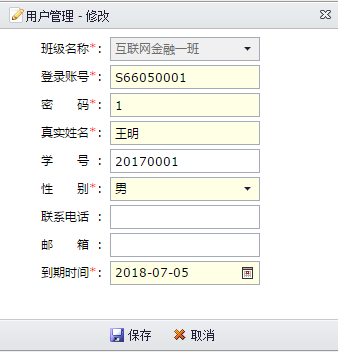 用户管理 - 修改
班级名称*: 互联网金融一班
登录账号*: S66050001
密 码*: 1
真实姓名*: 王明
学 号 : 20170001
性 别*: 男
联系电话 :
邮 箱 :
到期时间*: 2018-07-05
保存 取消